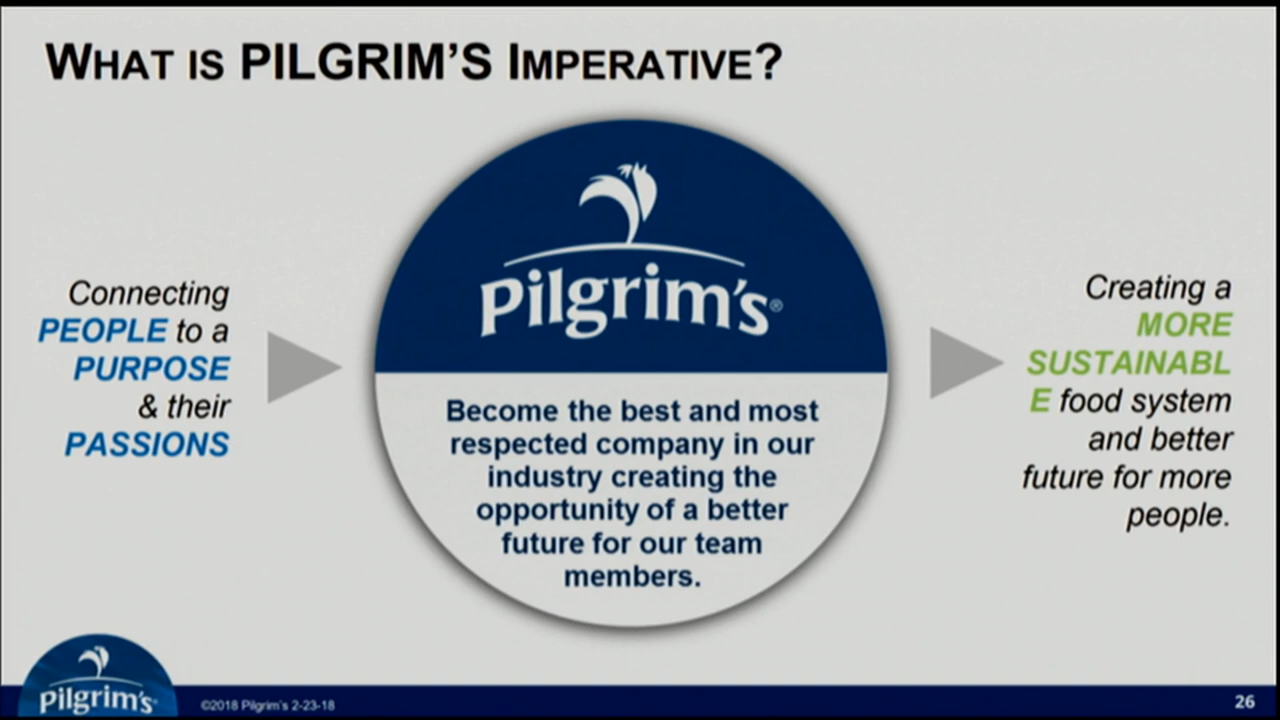 WHAT IS PILGRIM'S IMPERATIVE?
Connecting
PEOPLE to a
PURPOSE
& their
PASSIONS
Pilgrim's®
Become the best and most
respected company in our
industry creating the
opportunity of a better
future for our team
members.
Creating a
MORE
SUSTAINABL
E food system
and better
future for more
people.
Pilgrim's
©2018 Pilgrim's 2-23-18
26